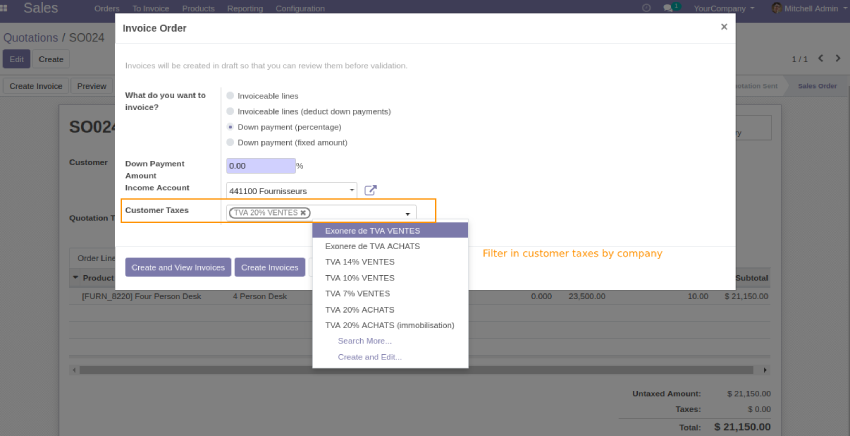 Sales
Orders To Invoice Products Reporting Configuration
1
YourCompany
Mitchell Admin
Quotations / SO024
Edit Create
1 / 1
Create Invoice Preview
Quotation Sent Sales Order
Invoice Order ×
Invoices will be created in draft so that you can review them before validation.
What do you want to
invoice?
Invoiceable lines
Invoiceable lines (deduct down payments)
Down payment (percentage)
Down payment (fixed amount)
Down Payment
Amount
0.00 %
Income Account
441100 Fournisseurs
Customer Taxes
TVA 20% VENTES ×
Exonere de TVA VENTES
Exonere de TVA ACHATS
TVA 14% VENTES
TVA 10% VENTES
TVA 7% VENTES
TVA 20% ACHATS
TVA 20% ACHATS (immobilisation)
Search More...
Create and Edit...
Filter in customer taxes by company
Create and View Invoices Create Invoices
SO024
Customer
Quotation T
Order Line
Product
Subtotal
[FURN_8220] Four Person Desk 4 Person Desk 0.000 23,500.00 10.00 $ 21,150.00
Untaxed Amount: $ 21,150.00
Taxes: $ 0.00
Total: $ 21,150.00